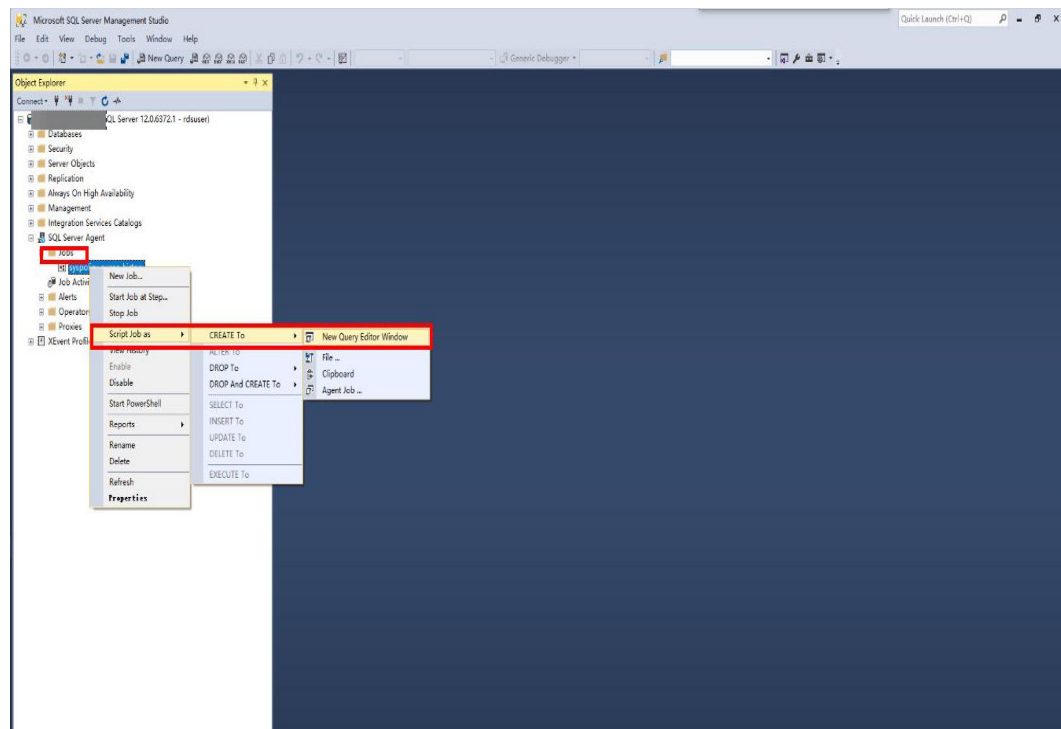 Microsoft SQL Server Management Studio
Quick Launch (Ctrl+Q)
File Edit View Debug Tools Window Help
New Query
Generic Debugger
Object Explorer
Connect
QL Server 12.0.6372.1 - rdsuser)
Databases
Security
Server Objects
Replication
Always On High Availability
Management
Integration Services Catalogs
SQL Server Agent
Jobs
Job Activi
Alerts
Operator
Proxies
XEvent Profil
New Job...
Start Job at Step...
Stop Job
Script Job as
View History
Enable
Disable
Start PowerShell
Reports
Rename
Delete
Refresh
Properties
CREATE To
ALTER To
DROP To
DROP And CREATE To
SELECT To
INSERT To
UPDATE To
DELETE To
EXECUTE To
New Query Editor Window
File ...
Clipboard
Agent Job ...